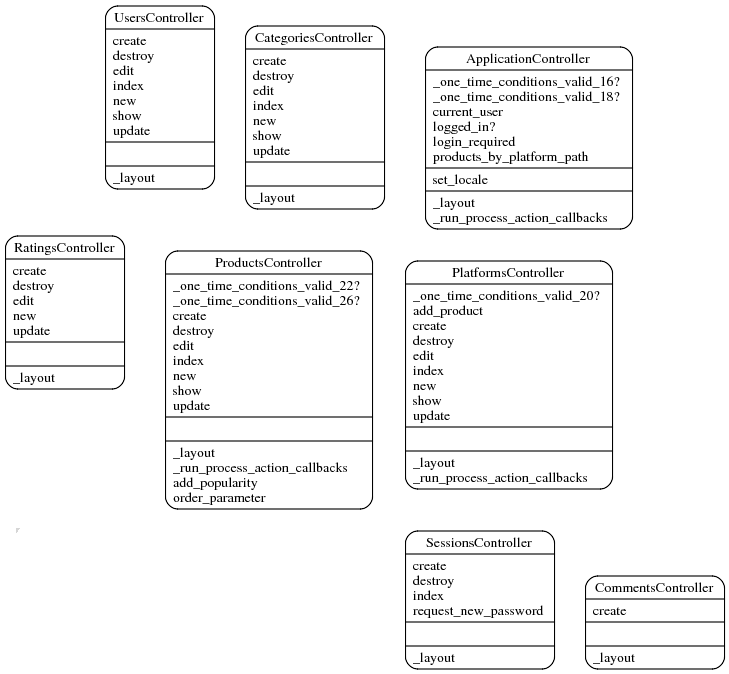 UsersController
create
destroy
edit
index
new
show
update
_layout
CategoriesController
create
destroy
edit
index
new
show
update
_layout
ApplicationController
_one_time_conditions_valid_16?
_one_time_conditions_valid_18?
current_user
logged_in?
login_required
products_by_platform_path
set_locale
_layout
_run_process_action_callbacks
RatingsController
create
destroy
edit
new
update
_layout
ProductsController
_one_time_conditions_valid_22?
_one_time_conditions_valid_26?
create
destroy
edit
index
new
show
update
_layout
_run_process_action_callbacks
add_popularity
order_parameter
PlatformsController
_one_time_conditions_valid_20?
add_product
create
destroy
edit
index
new
show
update
_layout
_run_process_action_callbacks
SessionsController
create
destroy
index
request_new_password
_layout
CommentsController
create
_layout